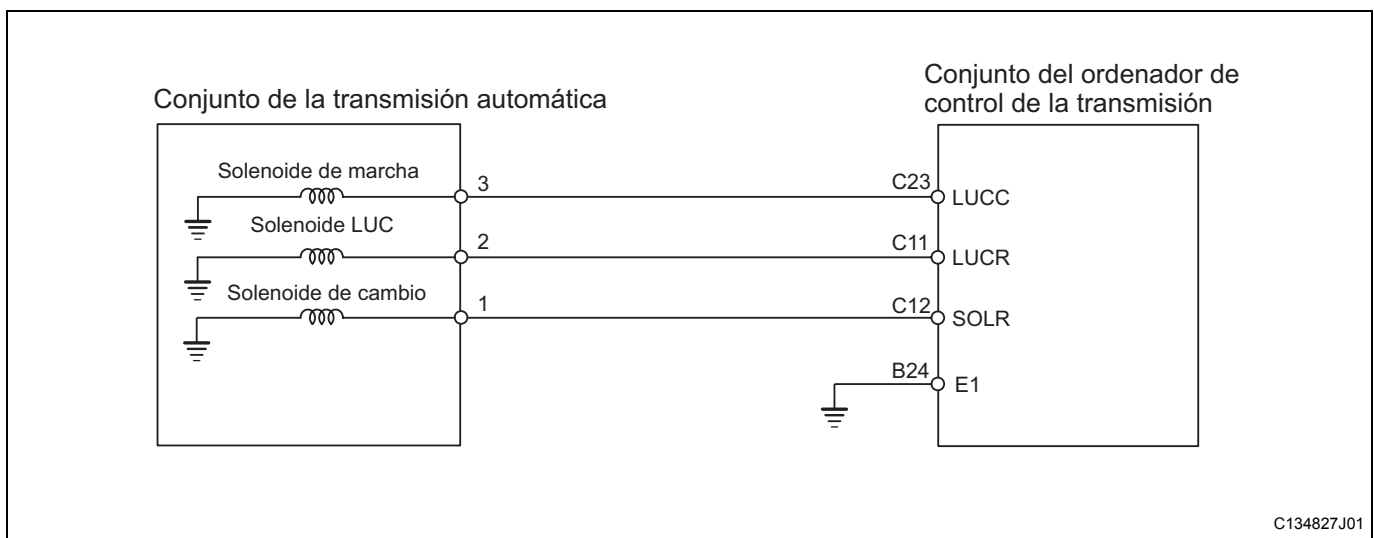 Conjunto de la transmisión automática
Conjunto del ordenador de
control de la transmisión
Solenoide de marcha
3
C23
LUCC
Solenoide LUC
2
C11
LUCR
Solenoide de cambio
1
C12
SOLR
B24
E1
C134827J01